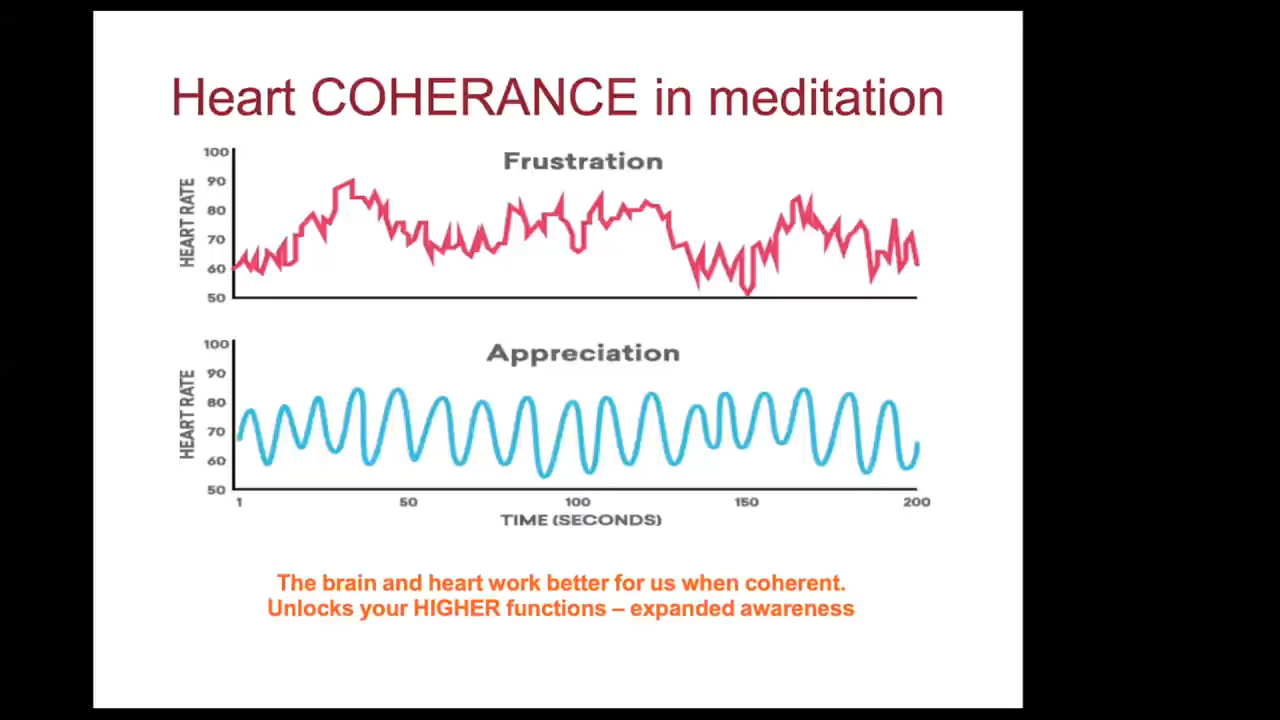 Heart COHERANCE in meditation
Frustration
HEART RATE
100
90
80
70
60
50
Appreciation
HEART RATE
100
90
80
70
60
50
1 50 100 150 200
TIME (SECONDS)
The brain and heart work better for us when coherent.
Unlocks your HIGHER functions – expanded awareness